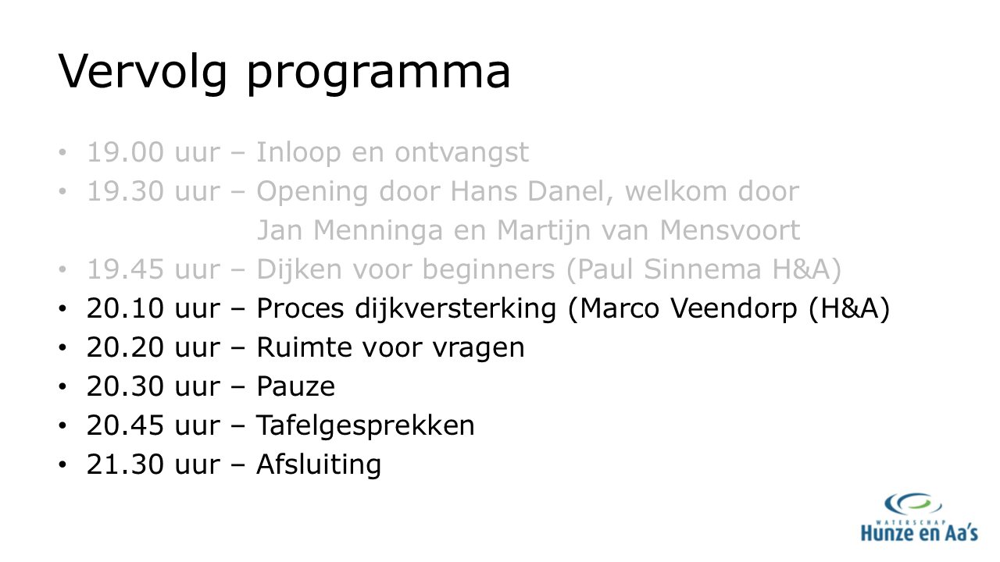 Vervolg programma
• 19.00 uur – Inloop en ontvangst
• 19.30 uur – Opening door Hans Danel, welkom door
Jan Menninga en Martijn van Mensvoort
• 19.45 uur – Dijken voor beginners (Paul Sinnema H&A)
• 20.10 uur – Proces dijkversterking (Marco Veendorp (H&A)
• 20.20 uur – Ruimte voor vragen
• 20.30 uur – Pauze
• 20.45 uur – Tafelgesprekken
• 21.30 uur – Afsluiting
WATERSCHAP
Hunze en Aa's